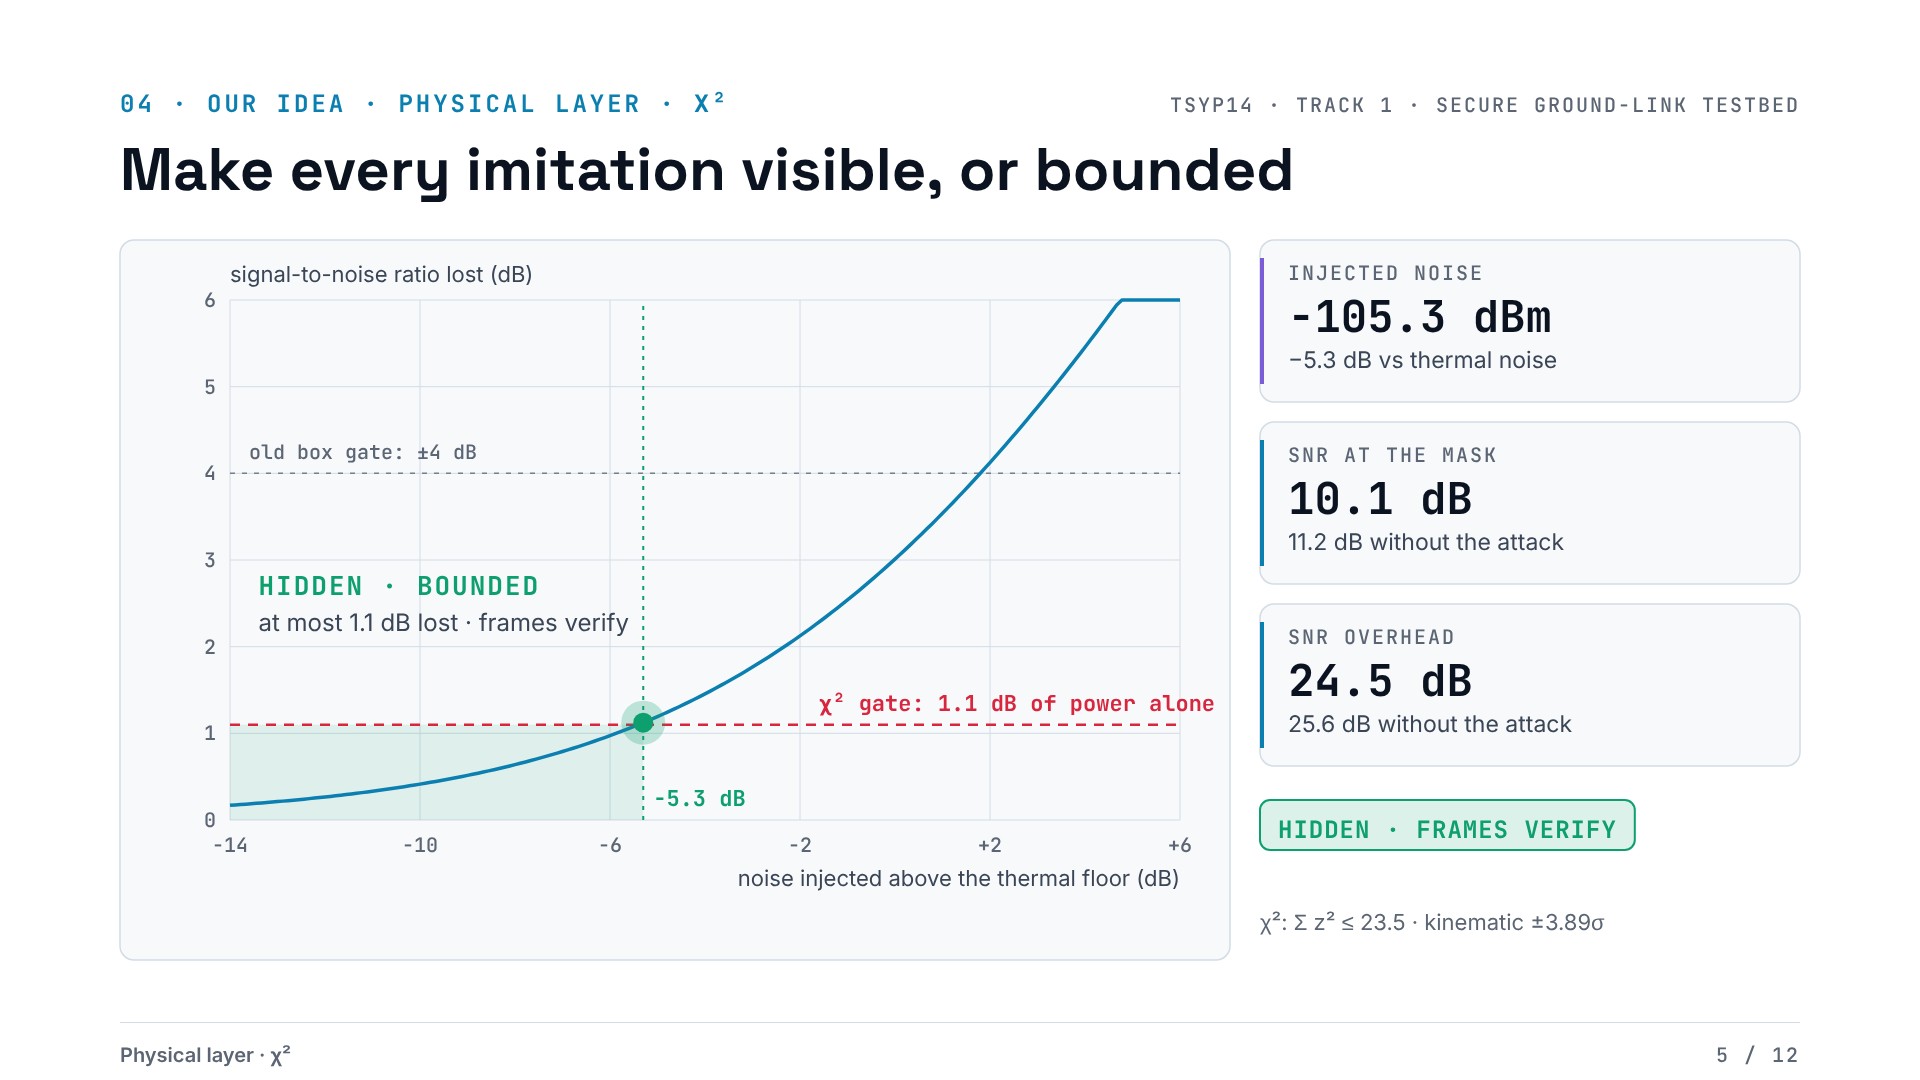 04 · OUR IDEA · PHYSICAL LAYER · Χ²
TSYP14 · TRACK 1 · SECURE GROUND-LINK TESTBED
Make every imitation visible, or bounded
signal-to-noise ratio lost (dB)
6
5
old box gate: ±4 dB
4
3
HIDDEN · BOUNDED
at most 1.1 dB lost · frames verify
2
χ² gate: 1.1 dB of power alone
1
-5.3 dB
0
-14 -10 -6 -2 +2 +6
noise injected above the thermal floor (dB)
INJECTED NOISE
-105.3 dBm
−5.3 dB vs thermal noise
SNR AT THE MASK
10.1 dB
11.2 dB without the attack
SNR OVERHEAD
24.5 dB
25.6 dB without the attack
HIDDEN · FRAMES VERIFY
χ²: Σ z² ≤ 23.5 · kinematic ±3.89σ
Physical layer · χ²
5 / 12